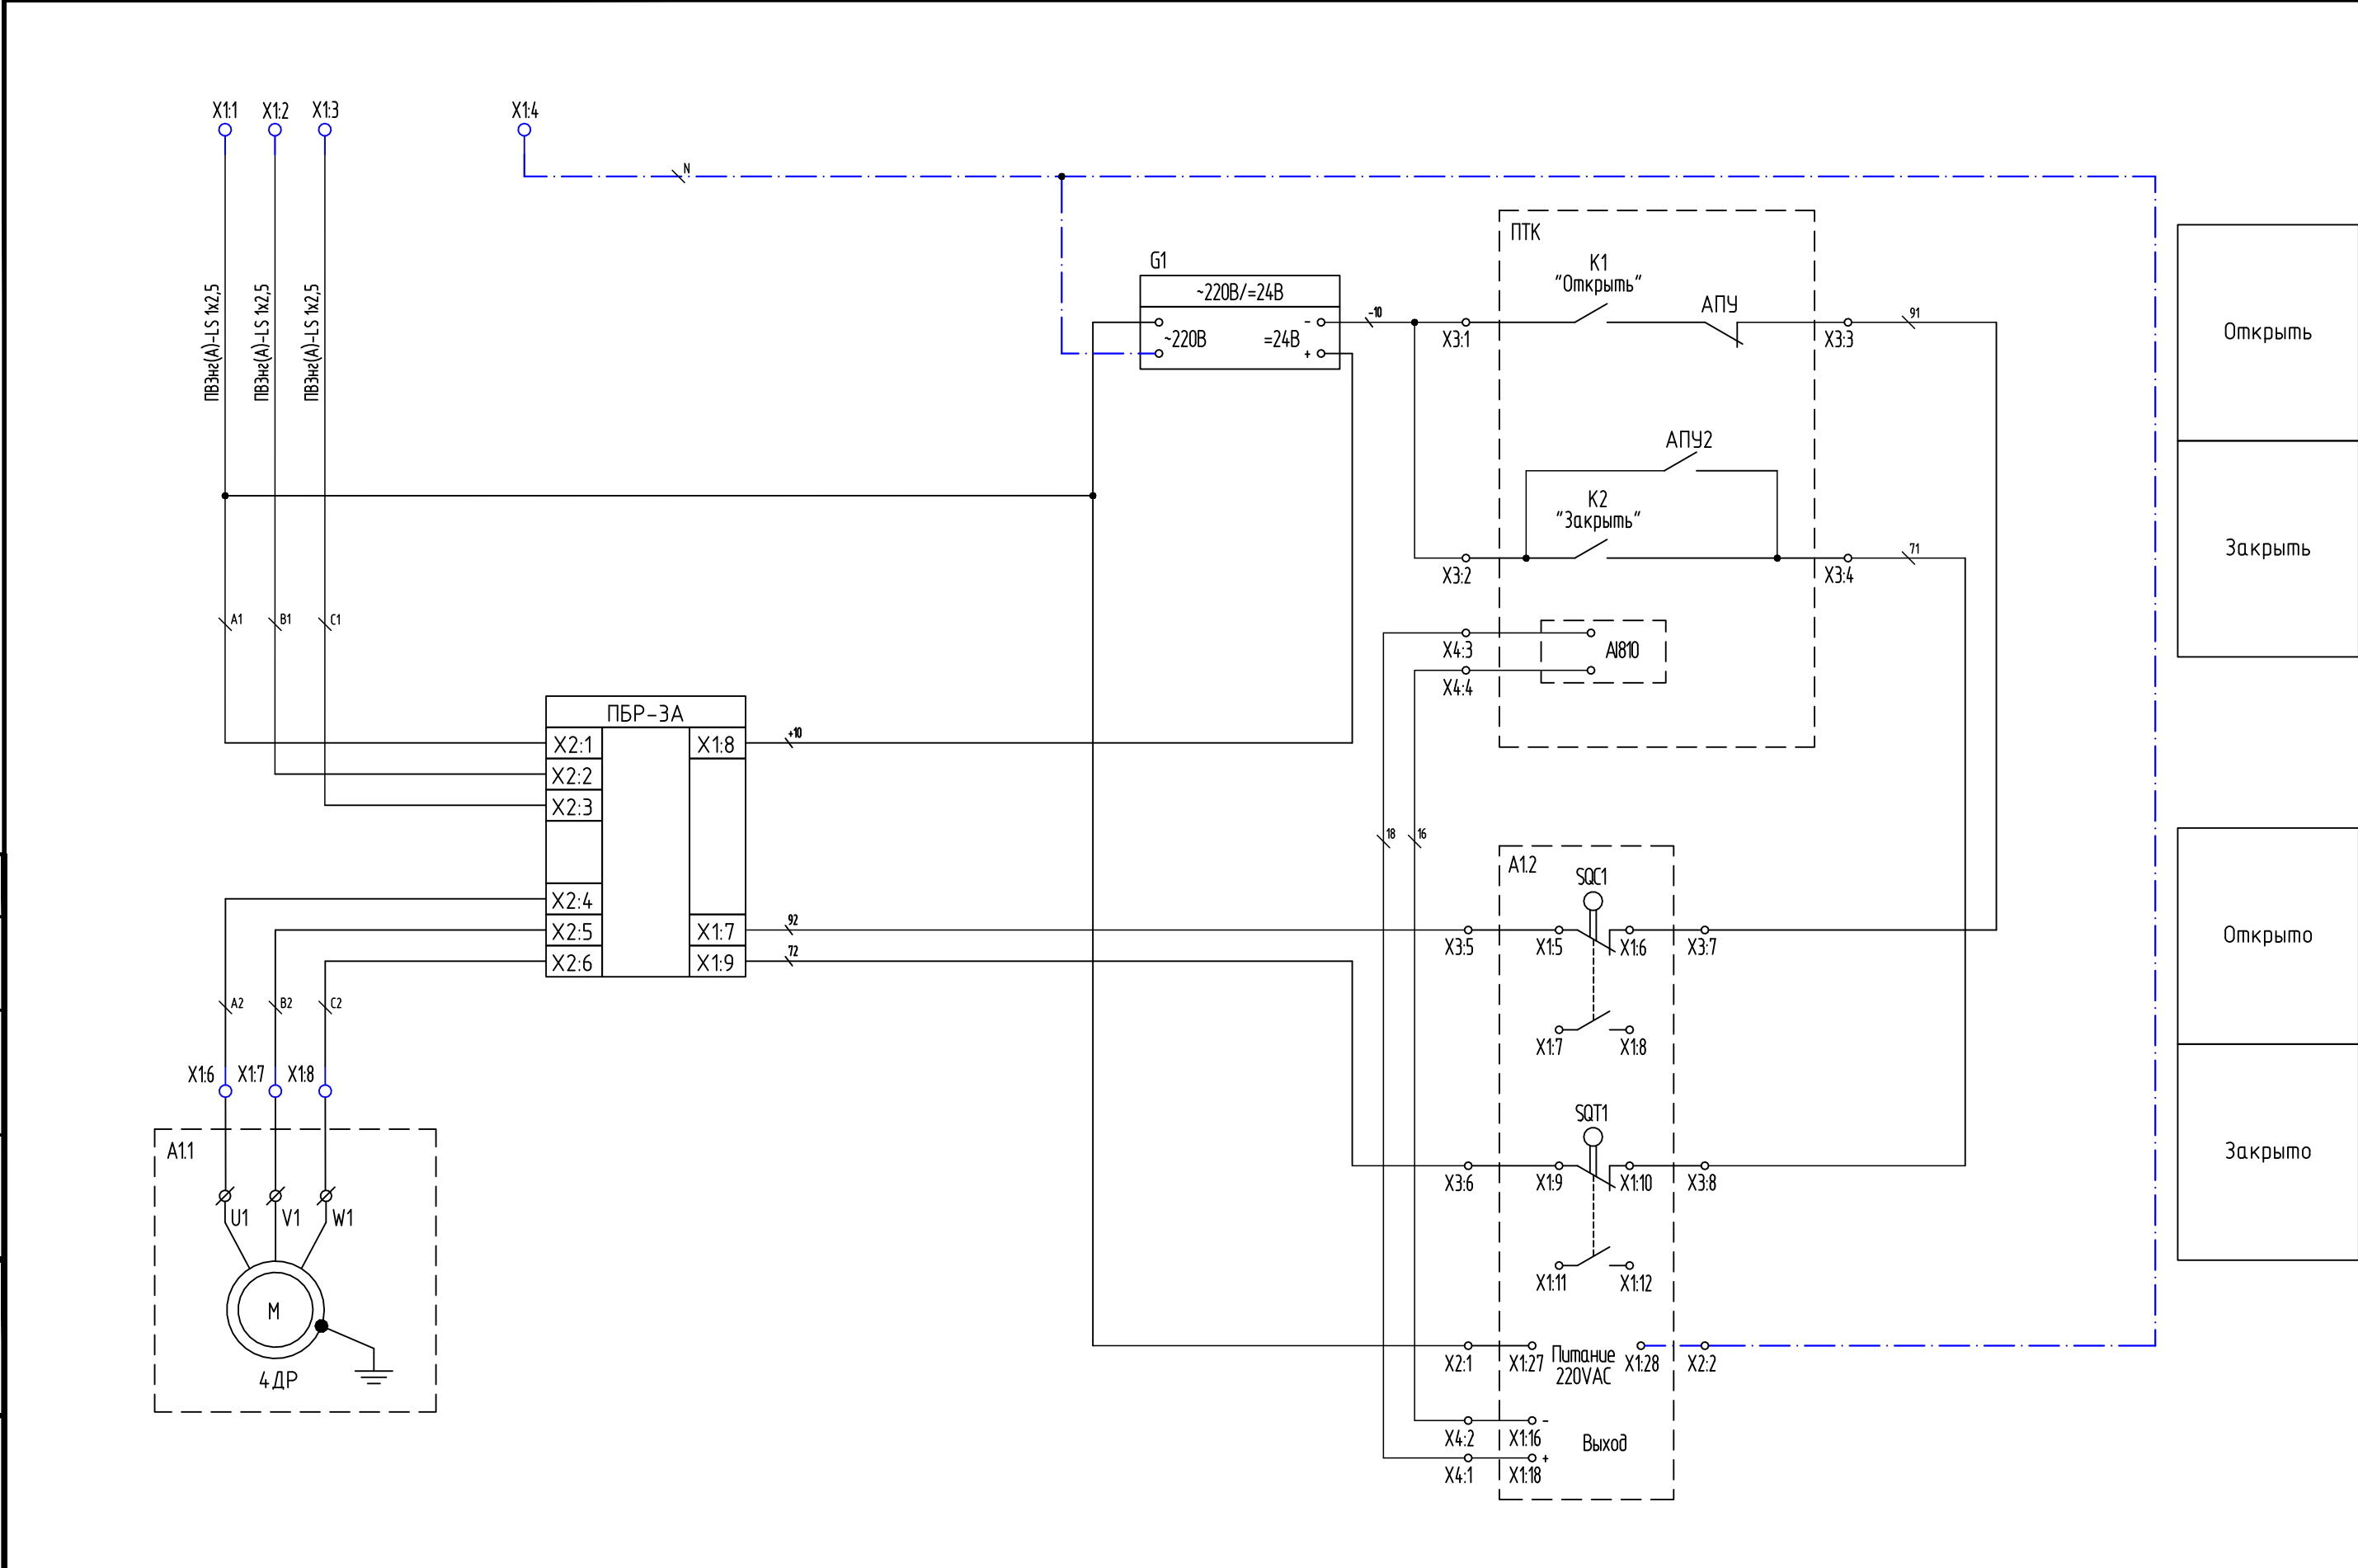 X1:1
X1:2
X1:3
X1:4
N
ПВ3нг(А)-LS 1x2,5
ПВ3нг(А)-LS 1x2,5
ПВ3нг(А)-LS 1x2,5
G1
~220В/=24В
~220В
=24В
-
+
-10
ПТК
К1
"Открыть"
АПУ
X3:1
X3:3
91
Открыть
АПУ2
К2
"Закрыть"
X3:2
X3:4
71
Закрыть
A1
B1
C1
X4:3
AI810
X4:4
ПБР-3А
X2:1
X1:8
+10
X2:2
X2:3
18
16
A1.2
SQC1
X2:4
X2:5
X1:7
92
X3:5
X1:5
X1:6
X3:7
Открыто
X2:6
X1:9
72
A2
B2
C2
X1:7
X1:8
X1:6
X1:7
X1:8
SQT1
A1.1
X3:6
X1:9
X1:10
X3:8
Закрыто
U1
V1
W1
X1:11
X1:12
M
4ДР
X2:1
X1:27
Питание
220VAC
X1:28
X2:2
-
X4:2
X1:16
Выход
+
X4:1
X1:18